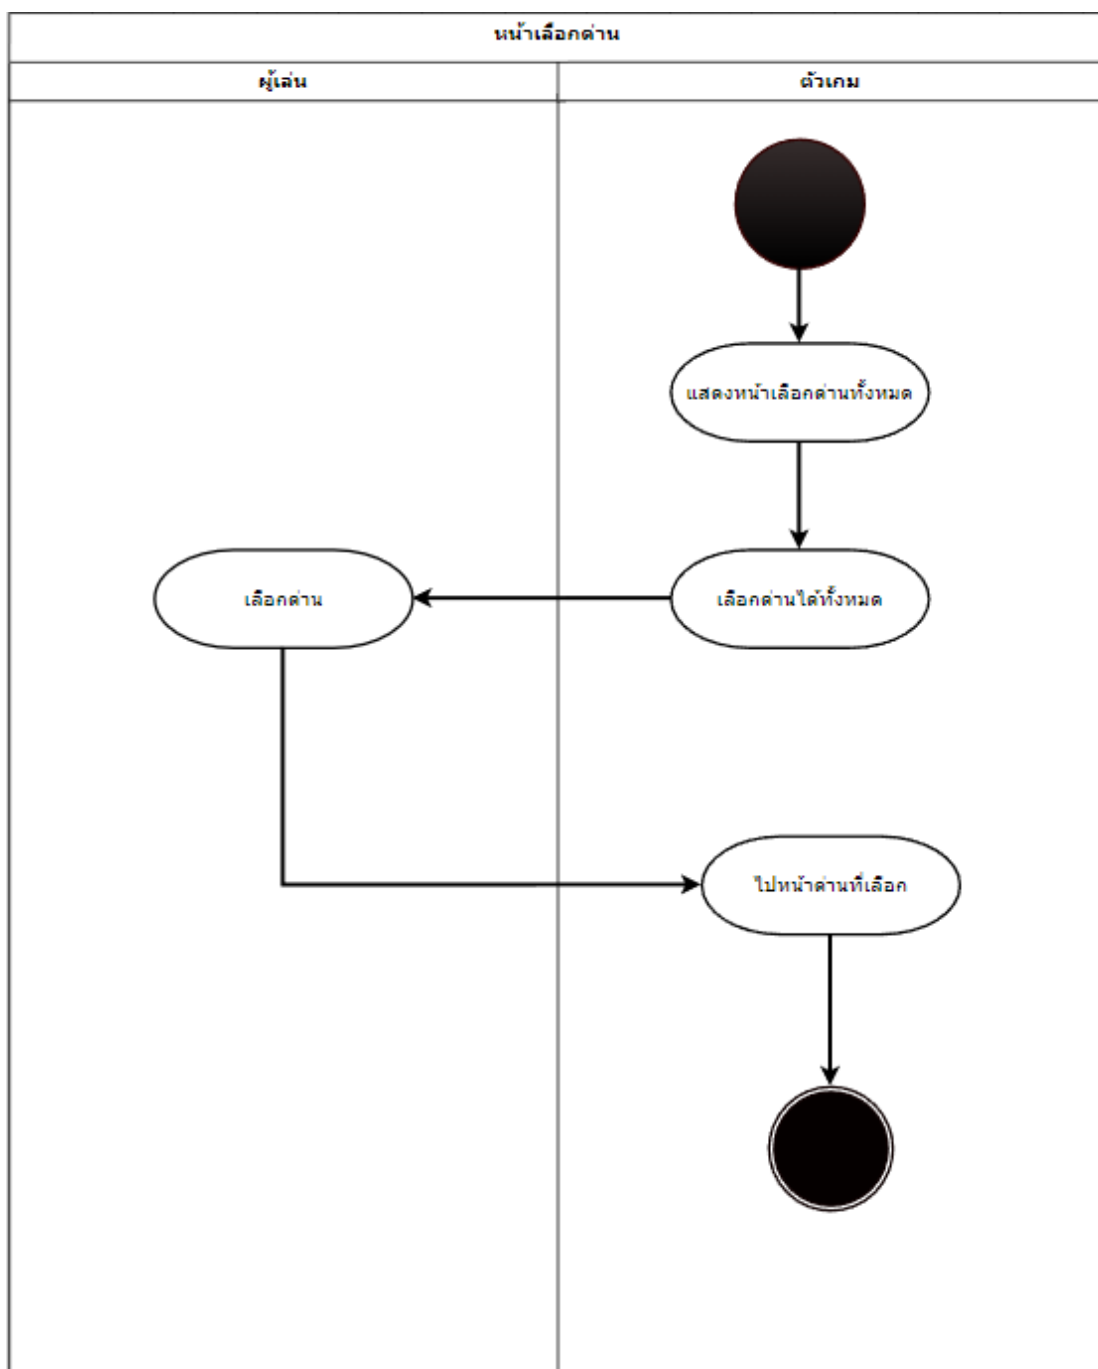 หน้าเลือกด่าน
ผู้เล่น
ตัวเกม
แสดงหน้าเลือกด่านทั้งหมด
เลือกด่าน
เลือกด่านได้ทั้งหมด
ไปหน้าด่านที่เลือก